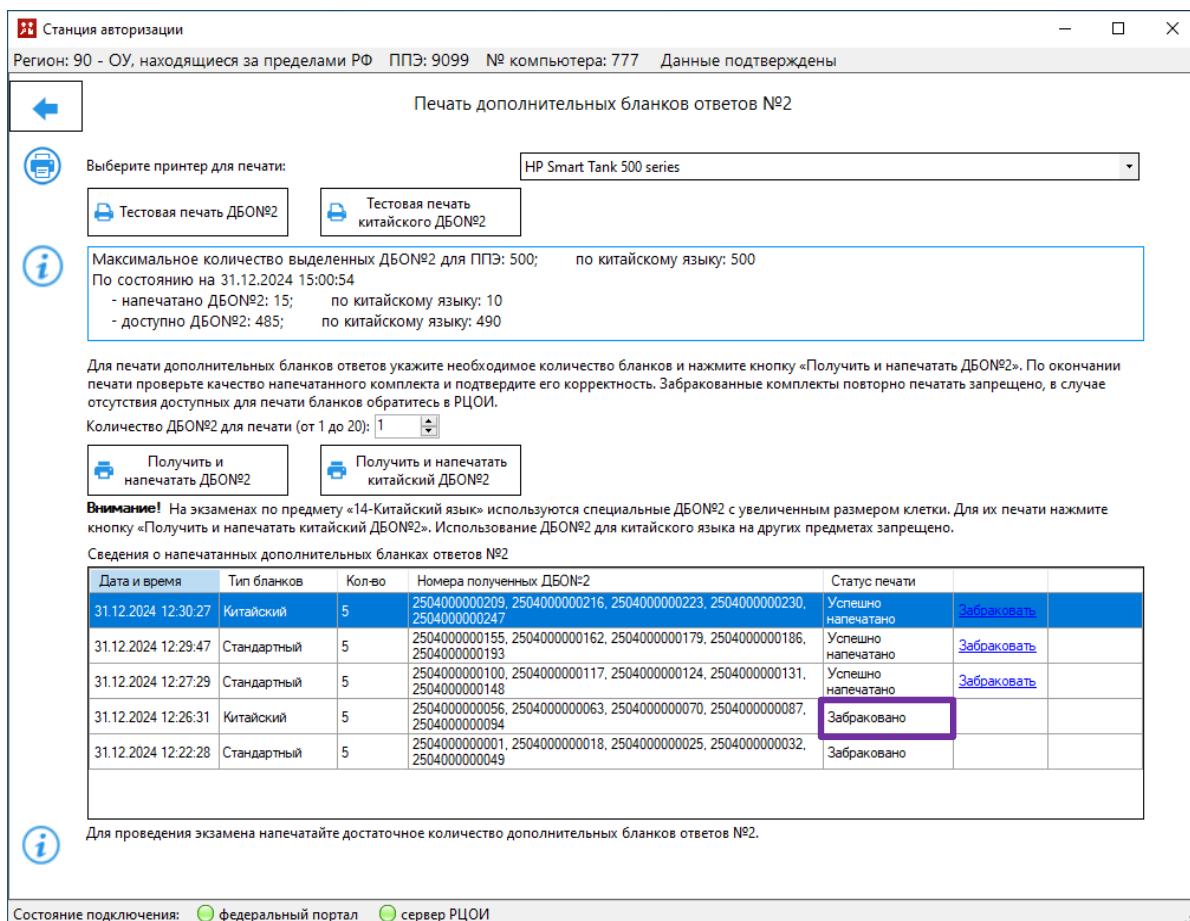 Станция авторизации
Регион: 90 - ОУ, находящиеся за пределами РФ ППЭ: 9099 № компьютера: 777 Данные подтверждены
Печать дополнительных бланков ответов №2
Выберите принтер для печати:
HP Smart Tank 500 series
Тестовая печать ДБО№2
Тестовая печать
китайского ДБО№2
Максимальное количество выделенных ДБО№2 для ППЭ: 500; по китайскому языку: 500
По состоянию на 31.12.2024 15:00:54
- напечатано ДБО№2: 15; по китайскому языку: 10
- доступно ДБО№2: 485; по китайскому языку: 490
Для печати дополнительных бланков ответов укажите необходимое количество бланков и нажмите кнопку «Получить и напечатать ДБО№2». По окончании
печати проверьте качество напечатанного комплекта и подтвердите его корректность. Забракованные комплекты повторно печатать запрещено, в случае
отсутствия доступных для печати бланков обратитесь в РЦОИ.
Количество ДБО№2 для печати (от 1 до 20): 1
Получить и
напечатать ДБО№2
Получить и напечатать
китайский ДБО№2
Внимание! На экзаменах по предмету «14-Китайский язык» используются специальные ДБО№2 с увеличенным размером клетки. Для их печати нажмите
кнопку «Получить и напечатать китайский ДБО№2». Использование ДБО№2 для китайского языка на других предметах запрещено.
Сведения о напечатанных дополнительных бланках ответов №2
Дата и время Тип бланков Кол-во Номера полученных ДБО№2 Статус печати
31.12.2024 12:30:27 Китайский 5 2504000000209, 2504000000216, 2504000000223, 2504000000230, Успешно Забраковать
2504000000247 напечатано
31.12.2024 12:29:47 Стандартный 5 2504000000155, 2504000000162, 2504000000179, 2504000000186, Успешно Забраковать
2504000000193 напечатано
31.12.2024 12:27:29 Стандартный 5 2504000000100, 2504000000117, 2504000000124, 2504000000131, Успешно Забраковать
2504000000148 напечатано
31.12.2024 12:26:31 Китайский 5 2504000000056, 2504000000063, 2504000000070, 2504000000087, Забраковано
2504000000094
31.12.2024 12:22:28 Стандартный 5 2504000000001, 2504000000018, 2504000000025, 2504000000032, Забраковано
2504000000049
Для проведения экзамена напечатайте достаточное количество дополнительных бланков ответов №2.
Состояние подключения: федеральный портал сервер РЦОИ